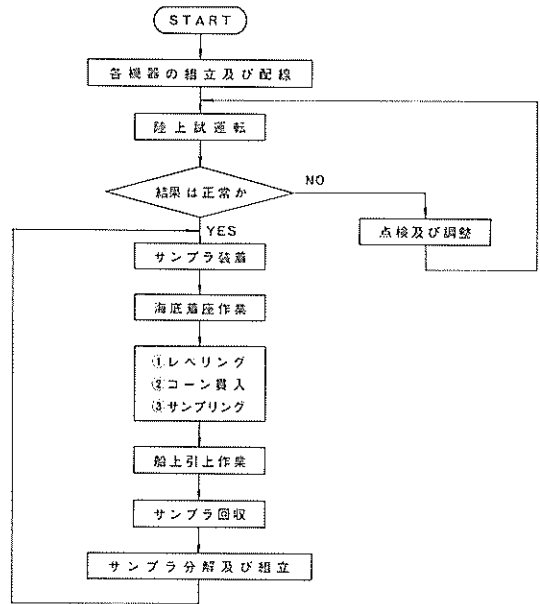 START
各機器の組立及び配線
陸上試運転
結果は正常か
NO
点検及び調整
YES
サンプラ装着
海底着座作業
①レベリング
②コーン貫入
③サンプリング
船上引上作業
サンプラ回収
サンプラ分解及び組立